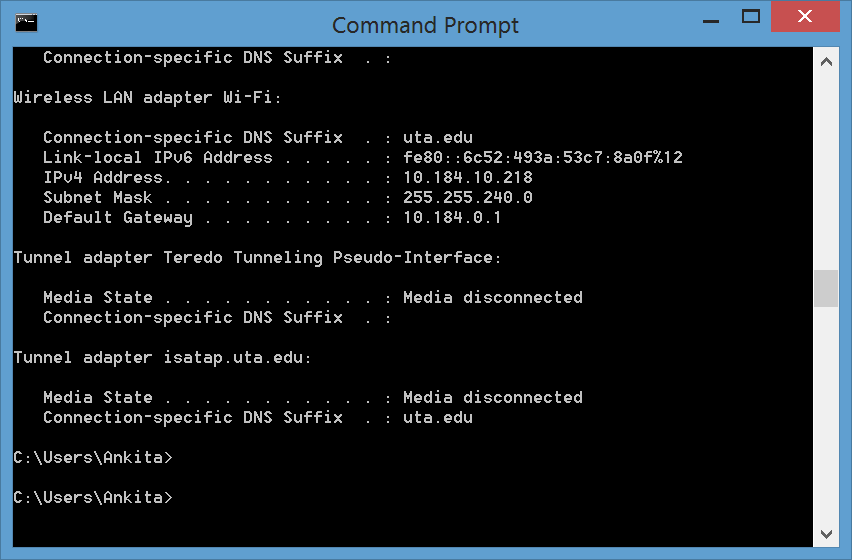 Command Prompt
Connection-specific DNS Suffix  . :
Wireless LAN adapter Wi-Fi:
Connection-specific DNS Suffix  . : uta.edu
Link-local IPv6 Address . . . . . : fe80::6c52:493a:53c7:8a0f%12
IPv4 Address. . . . . . . . . . . : 10.184.10.218
Subnet Mask . . . . . . . . . . . : 255.255.240.0
Default Gateway . . . . . . . . . : 10.184.0.1
Tunnel adapter Teredo Tunneling Pseudo-Interface:
Media State . . . . . . . . . . . : Media disconnected
Connection-specific DNS Suffix  . :
Tunnel adapter isatap.uta.edu:
Media State . . . . . . . . . . . : Media disconnected
Connection-specific DNS Suffix  . : uta.edu
C:\Users\Ankita>
C:\Users\Ankita>